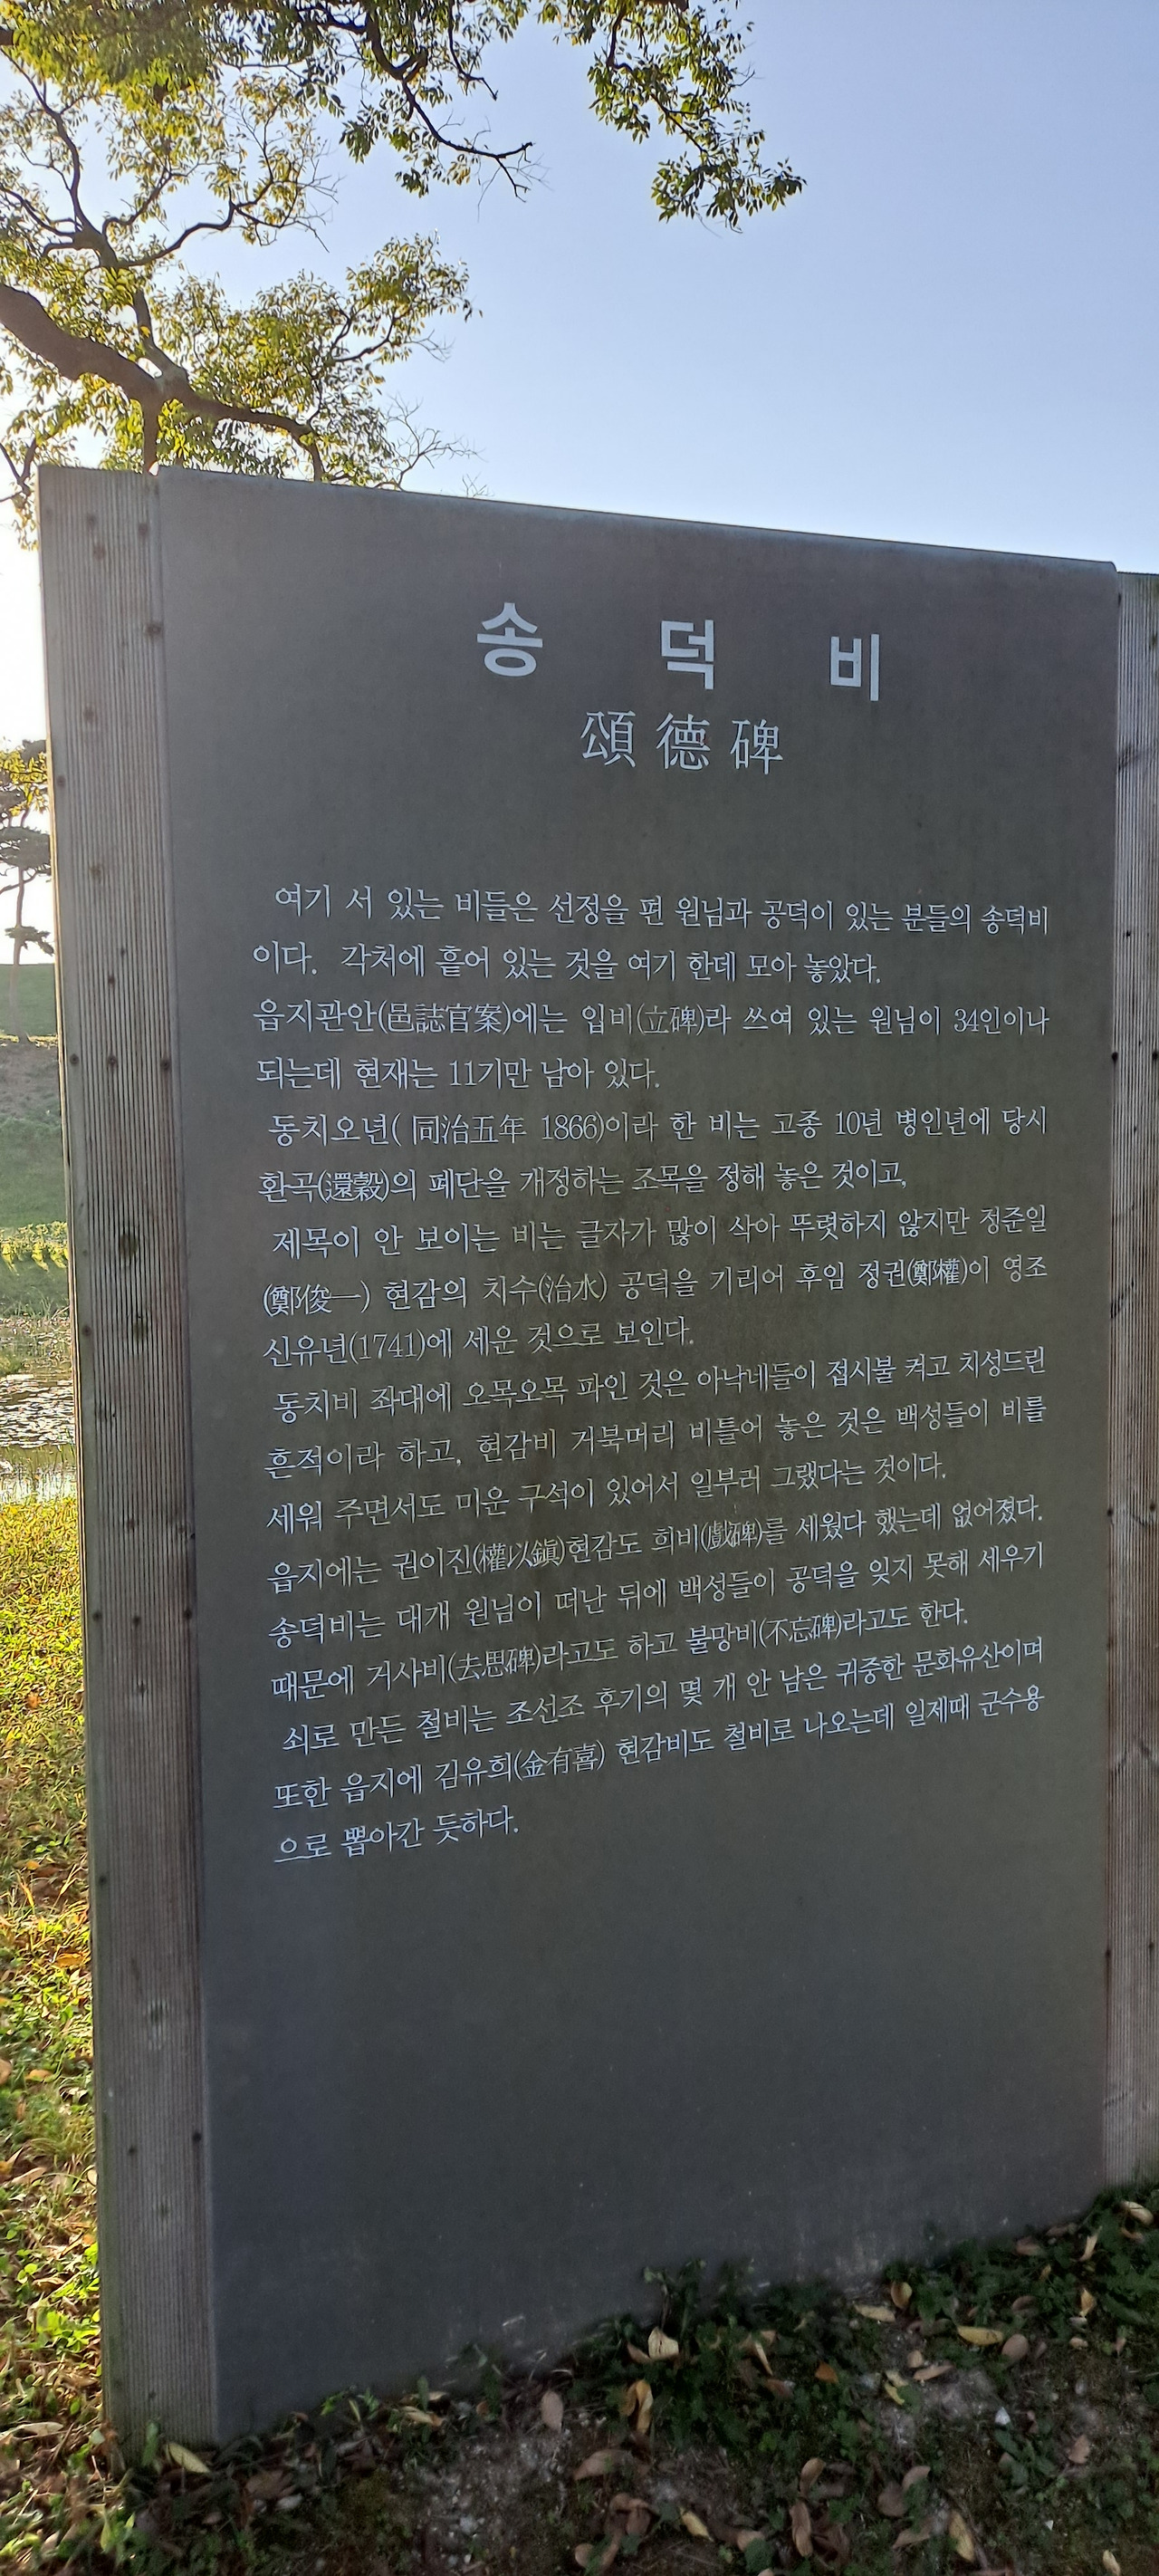 송 덕 비
頌德碑
여기 서 있는 비들은 선정을 편 원님과 공덕이 있는 분들의 송덕비
이다. 각처에 흩어 있는 것을 여기 한데 모아 놓았다.
읍지관안(邑誌官案)에는 입비(立碑)라 쓰여 있는 원님이 34인이나
되는데 현재는 11기만 남아 있다.
동치오년( 同治五年 1866)이라 한 비는 고종 10년 병인년에 당시
환곡(還穀)의 폐단을 개정하는 조목을 정해 놓은 것이고,
제목이 안 보이는 비는 글자가 많이 삭아 뚜렷하지 않지만 정준일
(鄭俊一) 현감의 치수(治水) 공덕을 기리어 후임 정권(鄭權)이 영조
신유년(1741)에 세운 것으로 보인다.
동치비 좌대에 오목오목 파인 것은 아낙네들이 접시불 켜고 치성드린
흔적이라 하고, 현감비 거북머리 비틀어 놓은 것은 백성들이 비를
세워 주면서도 미운 구석이 있어서 일부러 그랬다는 것이다.
읍지에는 권이진(權以鎭)현감도 희비(戲碑)를 세웠다 했는데 없어졌다.
송덕비는 대개 원님이 떠난 뒤에 백성들이 공덕을 잊지 못해 세우기
때문에 거사비(去思碑)라고도 하고 불망비(不忘碑)라고도 한다.
쇠로 만든 철비는 조선조 후기의 몇 개 안 남은 귀중한 문화유산이며
또한 읍지에 김유희(金有喜) 현감비도 철비로 나오는데 일제때 군수용
으로 뽑아간 듯하다.